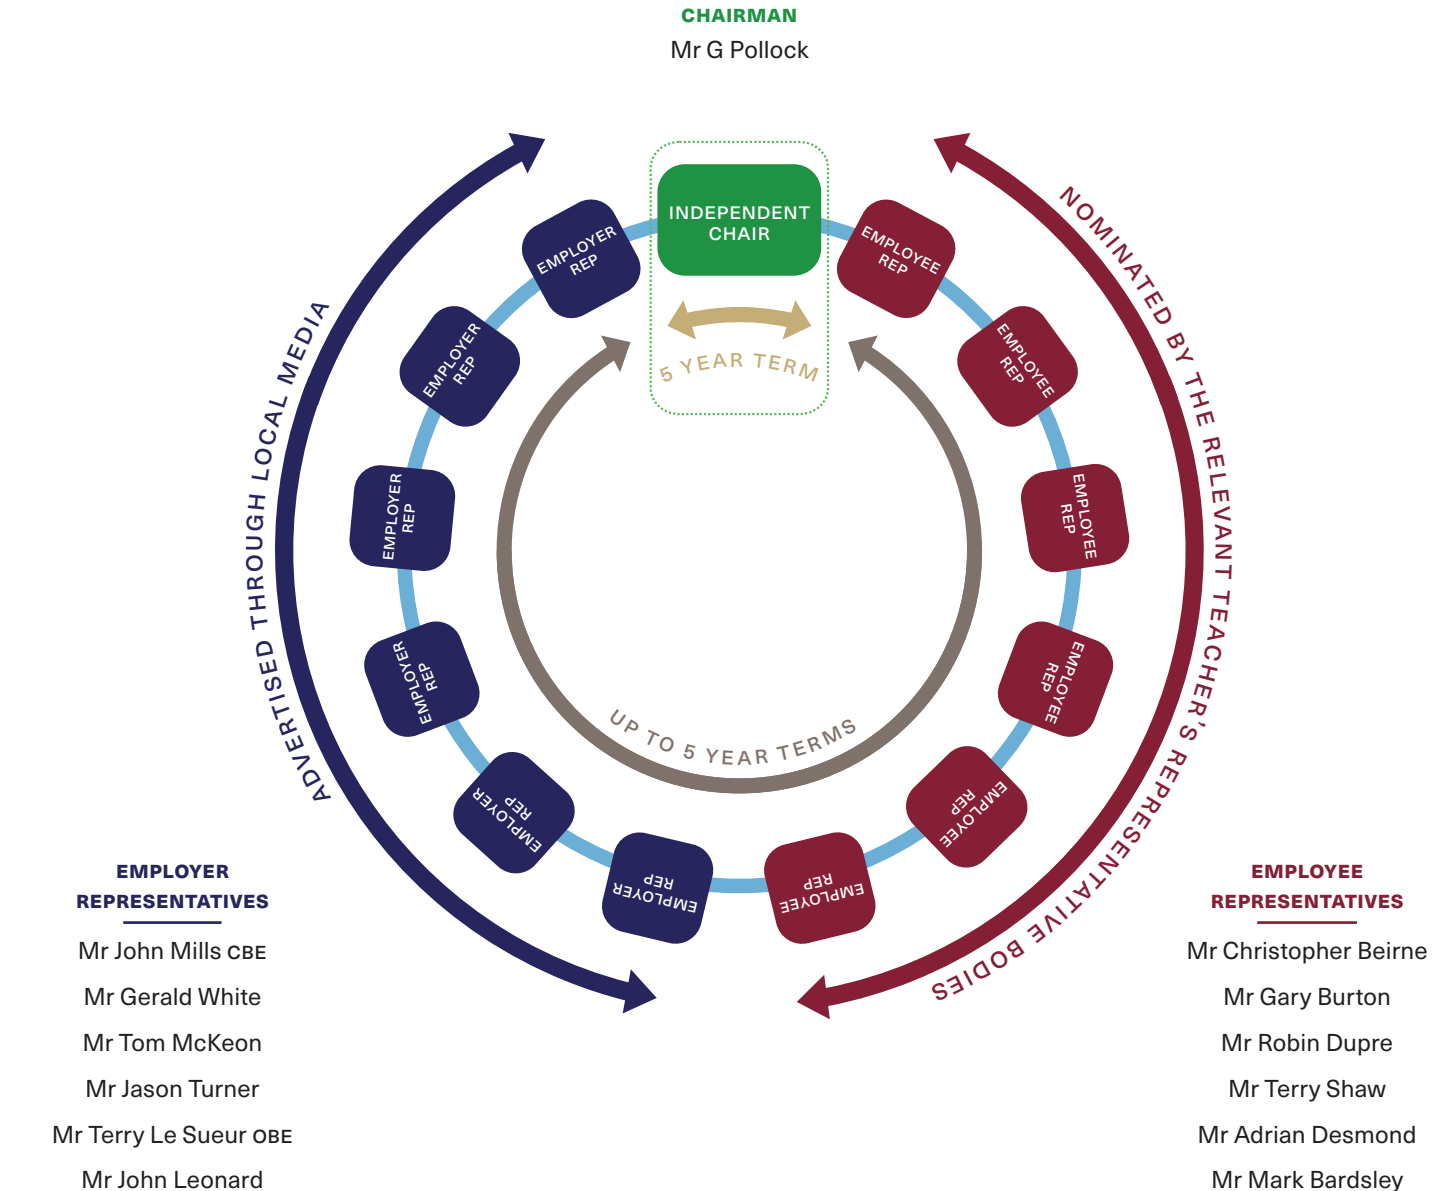 CHAIRMAN
Mr G Pollock
INDEPENDENT
CHAIR
5 YEAR TERM
EMPLOYER
REP
EMPLOYER
REP
EMPLOYER
REP
EMPLOYER
REP
EMPLOYER
REP
EMPLOYER
REP
EMPLOYEE
REP
EMPLOYEE
REP
EMPLOYEE
REP
EMPLOYEE
REP
EMPLOYEE
REP
EMPLOYEE
REP
ADVERTISED THROUGH LOCAL MEDIA
NOMINATED BY THE RELEVANT TEACHER'S REPRESENTATIVE BODIES
UP TO 5 YEAR TERMS
EMPLOYER
REPRESENTATIVES
Mr John Mills CBE
Mr Gerald White
Mr Tom McKeon
Mr Jason Turner
Mr Terry Le Sueur OBE
Mr John Leonard
EMPLOYEE
REPRESENTATIVES
Mr Christopher Beirne
Mr Gary Burton
Mr Robin Dupre
Mr Terry Shaw
Mr Adrian Desmond
Mr Mark Bardsley